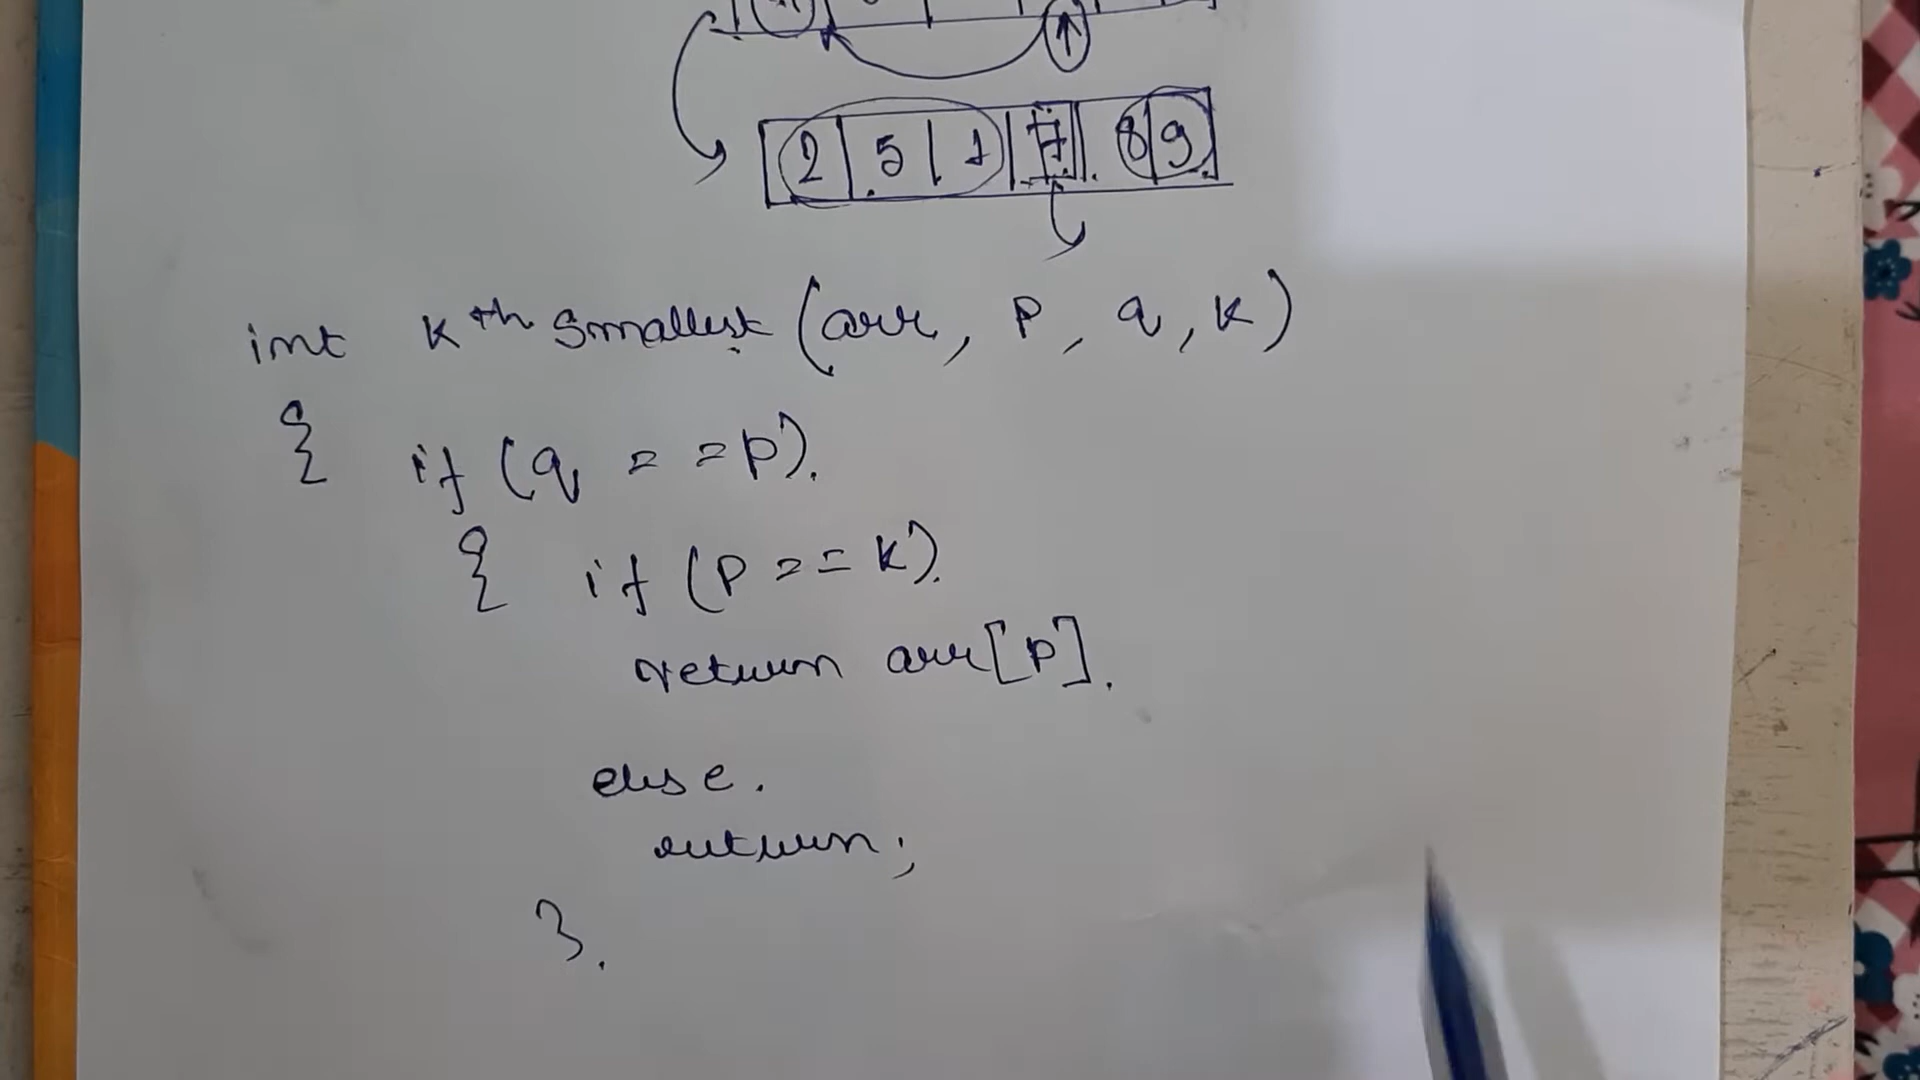 2 5 1 7 8 9
int Kth smallest (arr, P, q, K)
{ if (q = = p).
{ if (P = = K).
return arr[P].
else.
return;
}.